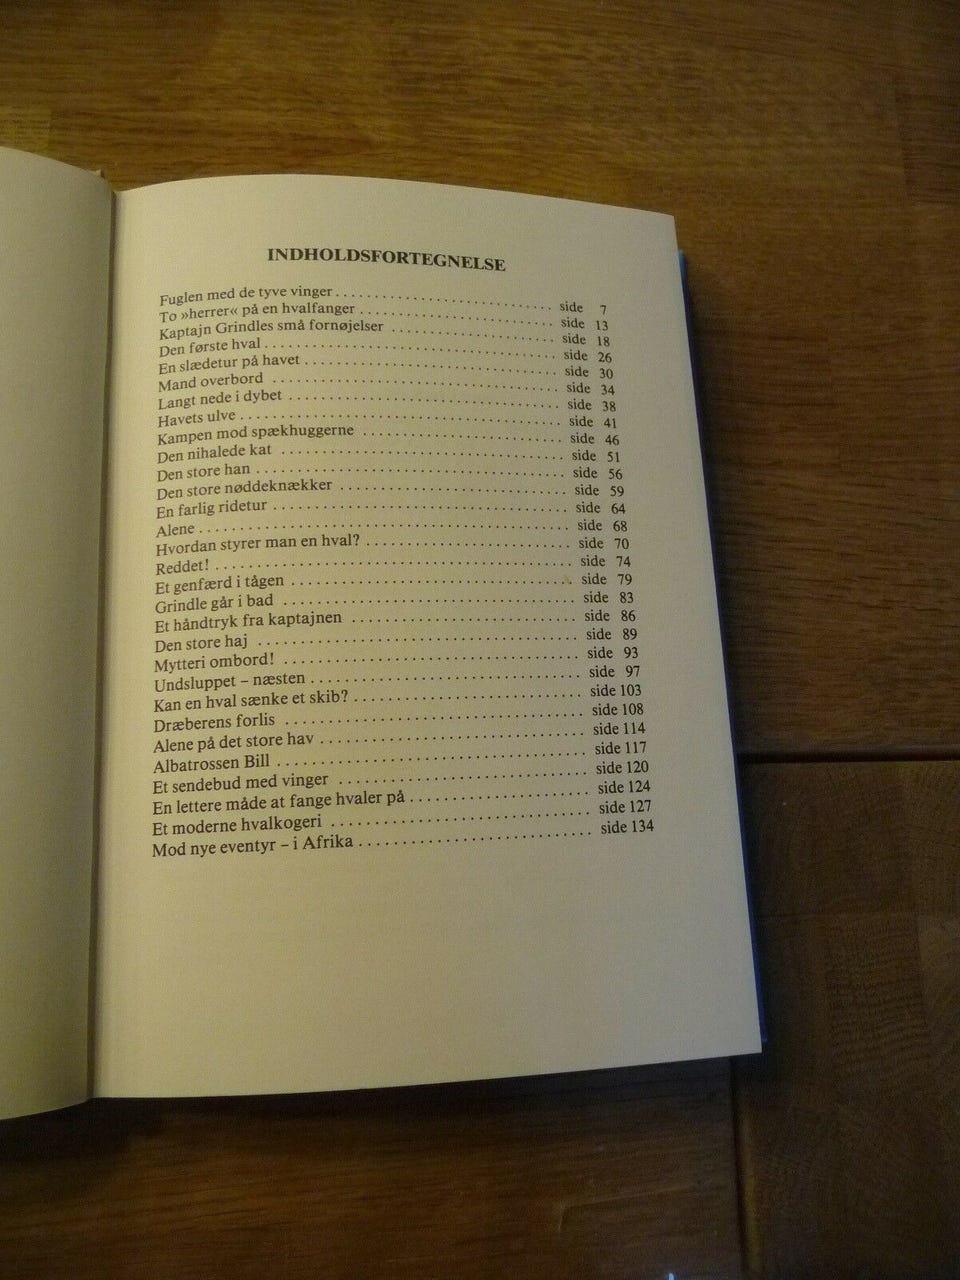 INDHOLDSFORTEGNELSE
Fuglen med de tyve vinger . . . . . . . . . . . . . . . . . . . . . . side 7
To »herrer« på en hvalfanger . . . . . . . . . . . . . . . . . . . . side 13
Kaptajn Grindles små fornøjelser . . . . . . . . . . . . . . . . . side 18
Den første hval . . . . . . . . . . . . . . . . . . . . . . . . . . . . . . side 26
En slædetur på havet . . . . . . . . . . . . . . . . . . . . . . . . . . side 30
Mand overbord . . . . . . . . . . . . . . . . . . . . . . . . . . . . . . side 34
Langt nede i dybet . . . . . . . . . . . . . . . . . . . . . . . . . . . . side 38
Havets ulve . . . . . . . . . . . . . . . . . . . . . . . . . . . . . . . . . side 41
Kampen mod spækhuggerne . . . . . . . . . . . . . . . . . . . . side 46
Den nihalede kat . . . . . . . . . . . . . . . . . . . . . . . . . . . . . side 51
Den store han . . . . . . . . . . . . . . . . . . . . . . . . . . . . . . . side 56
Den store nøddeknækker . . . . . . . . . . . . . . . . . . . . . . . side 59
En farlig ridetur . . . . . . . . . . . . . . . . . . . . . . . . . . . . . side 64
Alene . . . . . . . . . . . . . . . . . . . . . . . . . . . . . . . . . . . . . side 68
Hvordan styrer man en hval? . . . . . . . . . . . . . . . . . . . . side 70
Reddet! . . . . . . . . . . . . . . . . . . . . . . . . . . . . . . . . . . . side 74
Et genfærd i tågen . . . . . . . . . . . . . . . . . . . . . . . . . . . . side 79
Grindle går i bad . . . . . . . . . . . . . . . . . . . . . . . . . . . . . side 83
Et håndtryk fra kaptajnen . . . . . . . . . . . . . . . . . . . . . . side 86
Den store haj . . . . . . . . . . . . . . . . . . . . . . . . . . . . . . . side 89
Mytteri ombord! . . . . . . . . . . . . . . . . . . . . . . . . . . . . . side 93
Undsluppet – næsten . . . . . . . . . . . . . . . . . . . . . . . . . . side 97
Kan en hval sænke et skib? . . . . . . . . . . . . . . . . . . . . . side 103
Dræberens forlis . . . . . . . . . . . . . . . . . . . . . . . . . . . . . side 108
Alene på det store hav . . . . . . . . . . . . . . . . . . . . . . . . side 114
Albatrossen Bill . . . . . . . . . . . . . . . . . . . . . . . . . . . . . side 117
Et sendebud med vinger . . . . . . . . . . . . . . . . . . . . . . . side 120
En lettere måde at fange hvaler på . . . . . . . . . . . . . . . . side 124
Et moderne hvalkogeri . . . . . . . . . . . . . . . . . . . . . . . . side 127
Mod nye eventyr – i Afrika . . . . . . . . . . . . . . . . . . . . . side 134